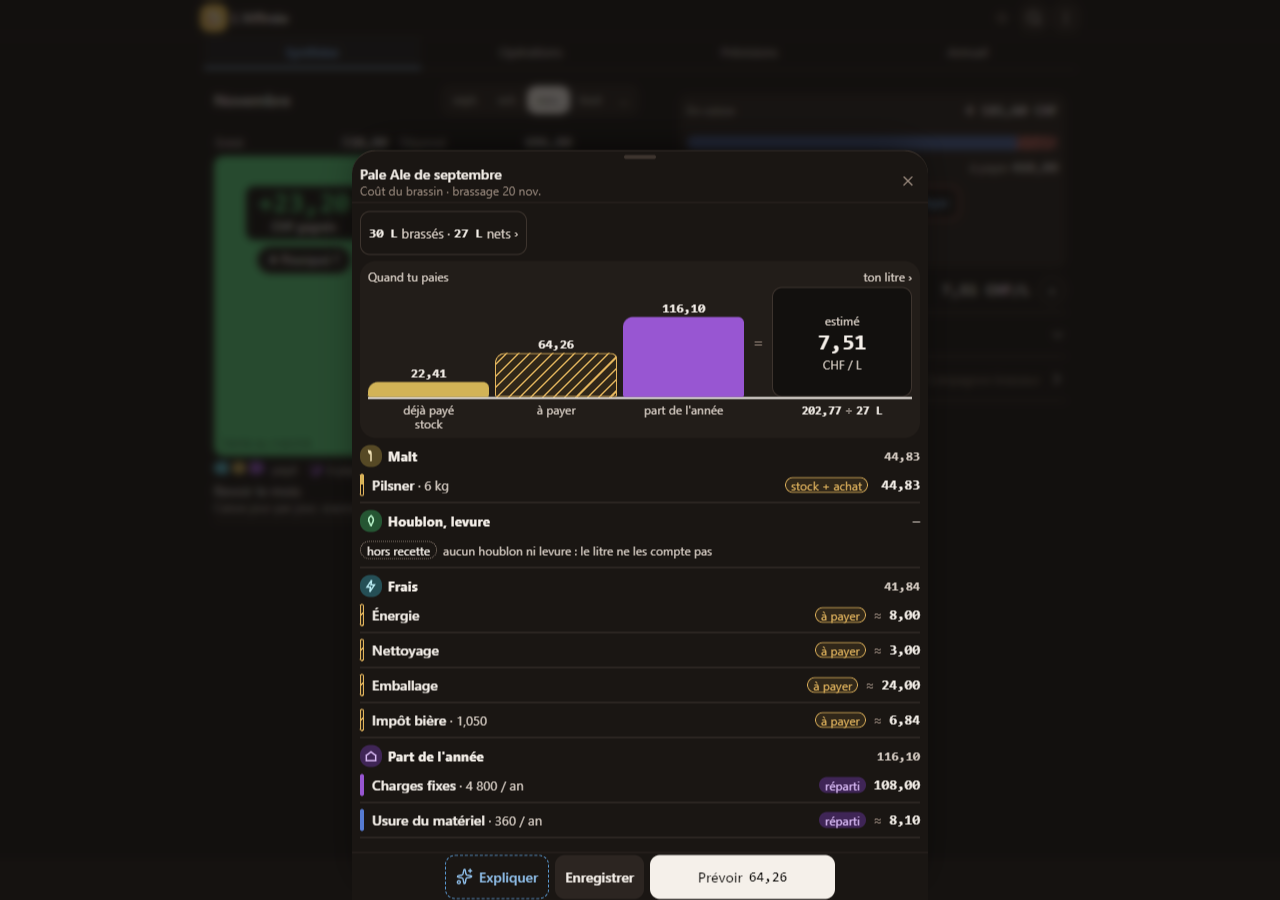 Novembre
Pale Ale de septembre
Coût du brassin · brassage 20 nov.
30 L brassés · 27 L nets ›
Quand tu paies
ton litre ›
22,41
64,26
116,10
=
estimé
7,51
CHF / L
déjà payé
stock
à payer
part de l'année
202,77 ÷ 27 L
Malt 44,83
Pilsner · 6 kg stock + achat 44,83
Houblon, levure –
hors recette aucun houblon ni levure : le litre ne les compte pas
Frais 41,84
Énergie à payer ≈ 8,00
Nettoyage à payer ≈ 3,00
Emballage à payer ≈ 24,00
Impôt bière · 1,050 à payer ≈ 6,84
Part de l'année 116,10
Charges fixes · 4 800 / an réparti 108,00
Usure du matériel · 360 / an réparti ≈ 8,10
Expliquer
Enregistrer
Prévoir 64,26